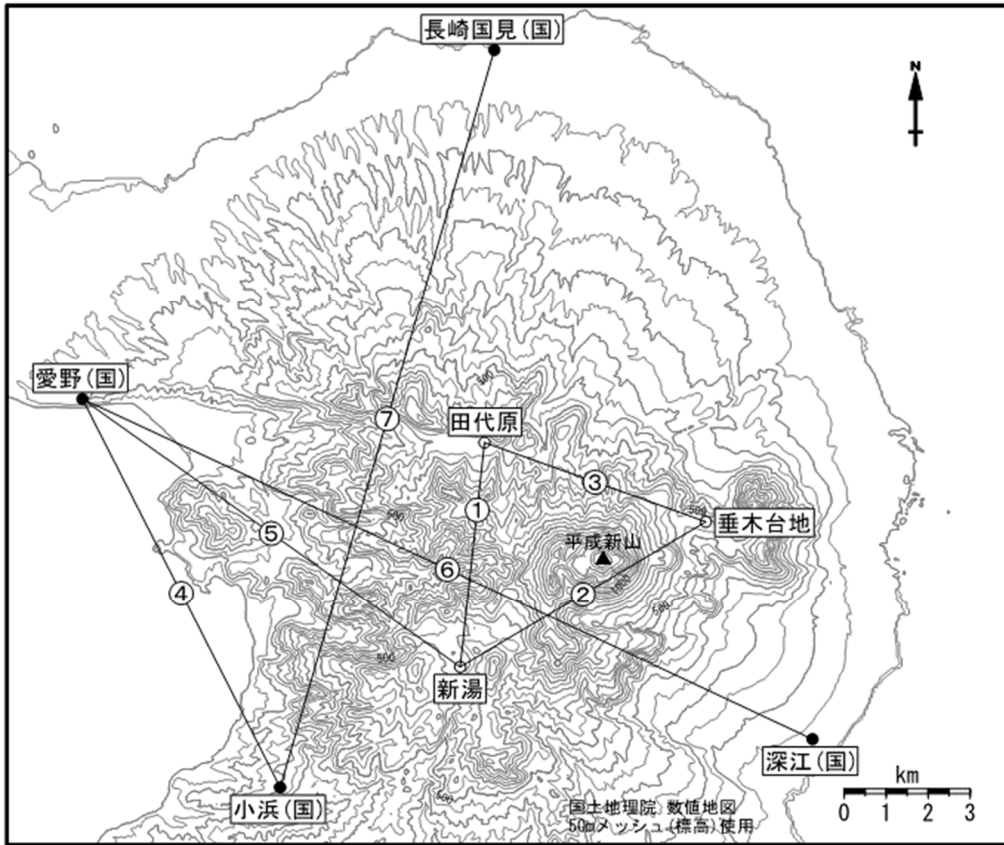 長崎国見(国)
N
愛野(国)
⑦
500
田代原
③
①
500
500
垂木台地
⑤
平成新山
⑥
④
②
1000
500
500
新湯
深江(国)
小浜(国)
500
km
0 1 2 3
国土地理院 数値地図
50mメッシュ(標高)使用